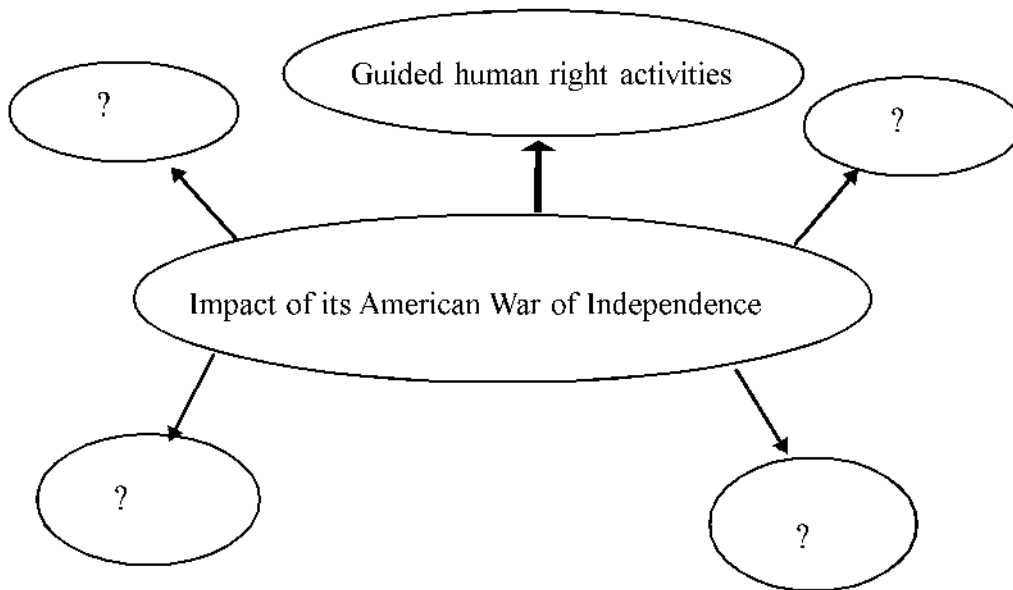 Guided human right activities
?
?
Impact of its American War of Independence
?
?